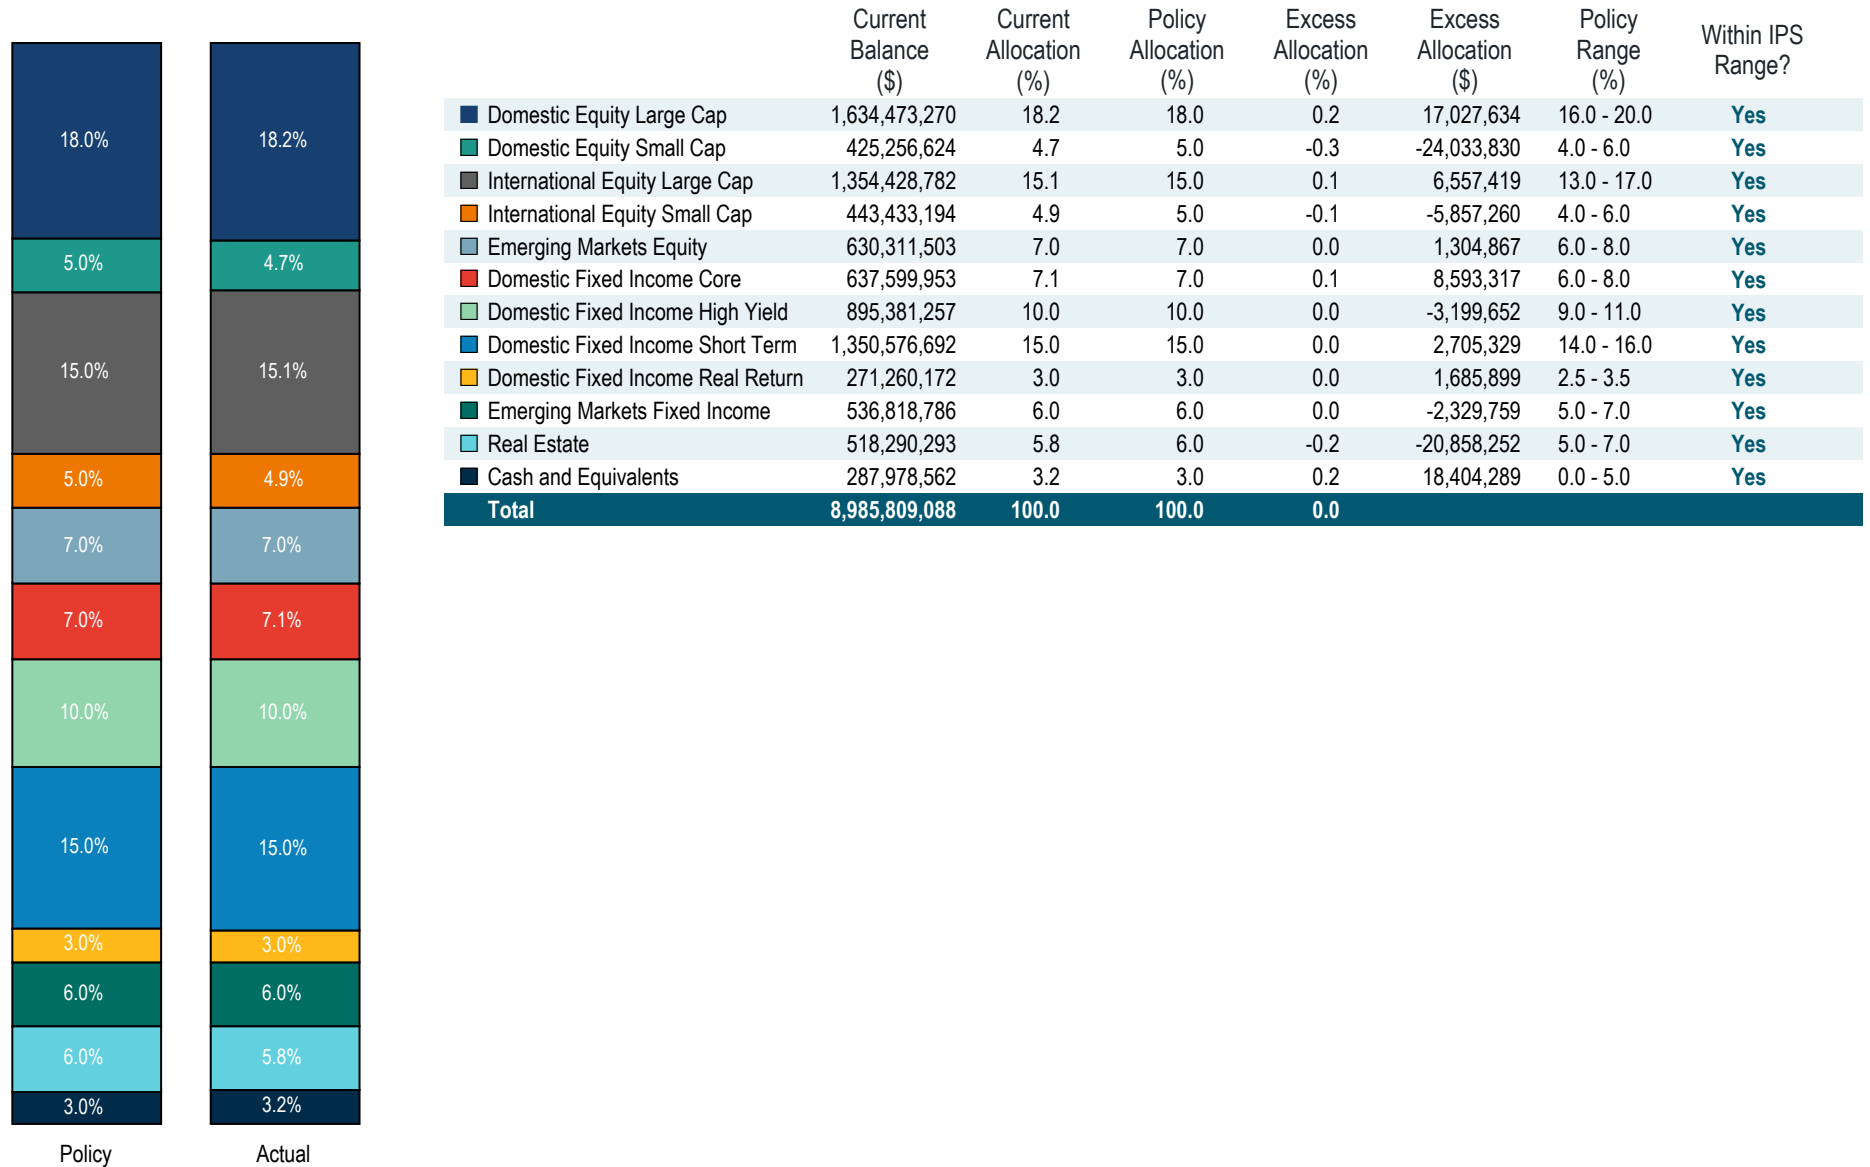 Current Balance ($) Current Allocation (%) Policy Allocation (%) Excess Allocation (%) Excess Allocation ($) Policy Range (%) Within IPS Range?
Domestic Equity Large Cap 1,634,473,270 18.2 18.0 0.2 17,027,634 16.0 - 20.0 Yes
Domestic Equity Small Cap 425,256,624 4.7 5.0 -0.3 -24,033,830 4.0 - 6.0 Yes
International Equity Large Cap 1,354,428,782 15.1 15.0 0.1 6,557,419 13.0 - 17.0 Yes
International Equity Small Cap 443,433,194 4.9 5.0 -0.1 -5,857,260 4.0 - 6.0 Yes
Emerging Markets Equity 630,311,503 7.0 7.0 0.0 1,304,867 6.0 - 8.0 Yes
Domestic Fixed Income Core 637,599,953 7.1 7.0 0.1 8,593,317 6.0 - 8.0 Yes
Domestic Fixed Income High Yield 895,381,257 10.0 10.0 0.0 -3,199,652 9.0 - 11.0 Yes
Domestic Fixed Income Short Term 1,350,576,692 15.0 15.0 0.0 2,705,329 14.0 - 16.0 Yes
Domestic Fixed Income Real Return 271,260,172 3.0 3.0 0.0 1,685,899 2.5 - 3.5 Yes
Emerging Markets Fixed Income 536,818,786 6.0 6.0 0.0 -2,329,759 5.0 - 7.0 Yes
Real Estate 518,290,293 5.8 6.0 -0.2 -20,858,252 5.0 - 7.0 Yes
Cash and Equivalents 287,978,562 3.2 3.0 0.2 18,404,289 0.0 - 5.0 Yes
Total 8,985,809,088 100.0 100.0 0.0
18.0% 18.2%
5.0% 4.7%
15.0% 15.1%
5.0% 4.9%
7.0% 7.0%
7.0% 7.1%
10.0% 10.0%
15.0% 15.0%
3.0% 3.0%
6.0% 6.0%
6.0% 5.8%
3.0% 3.2%
Policy Actual